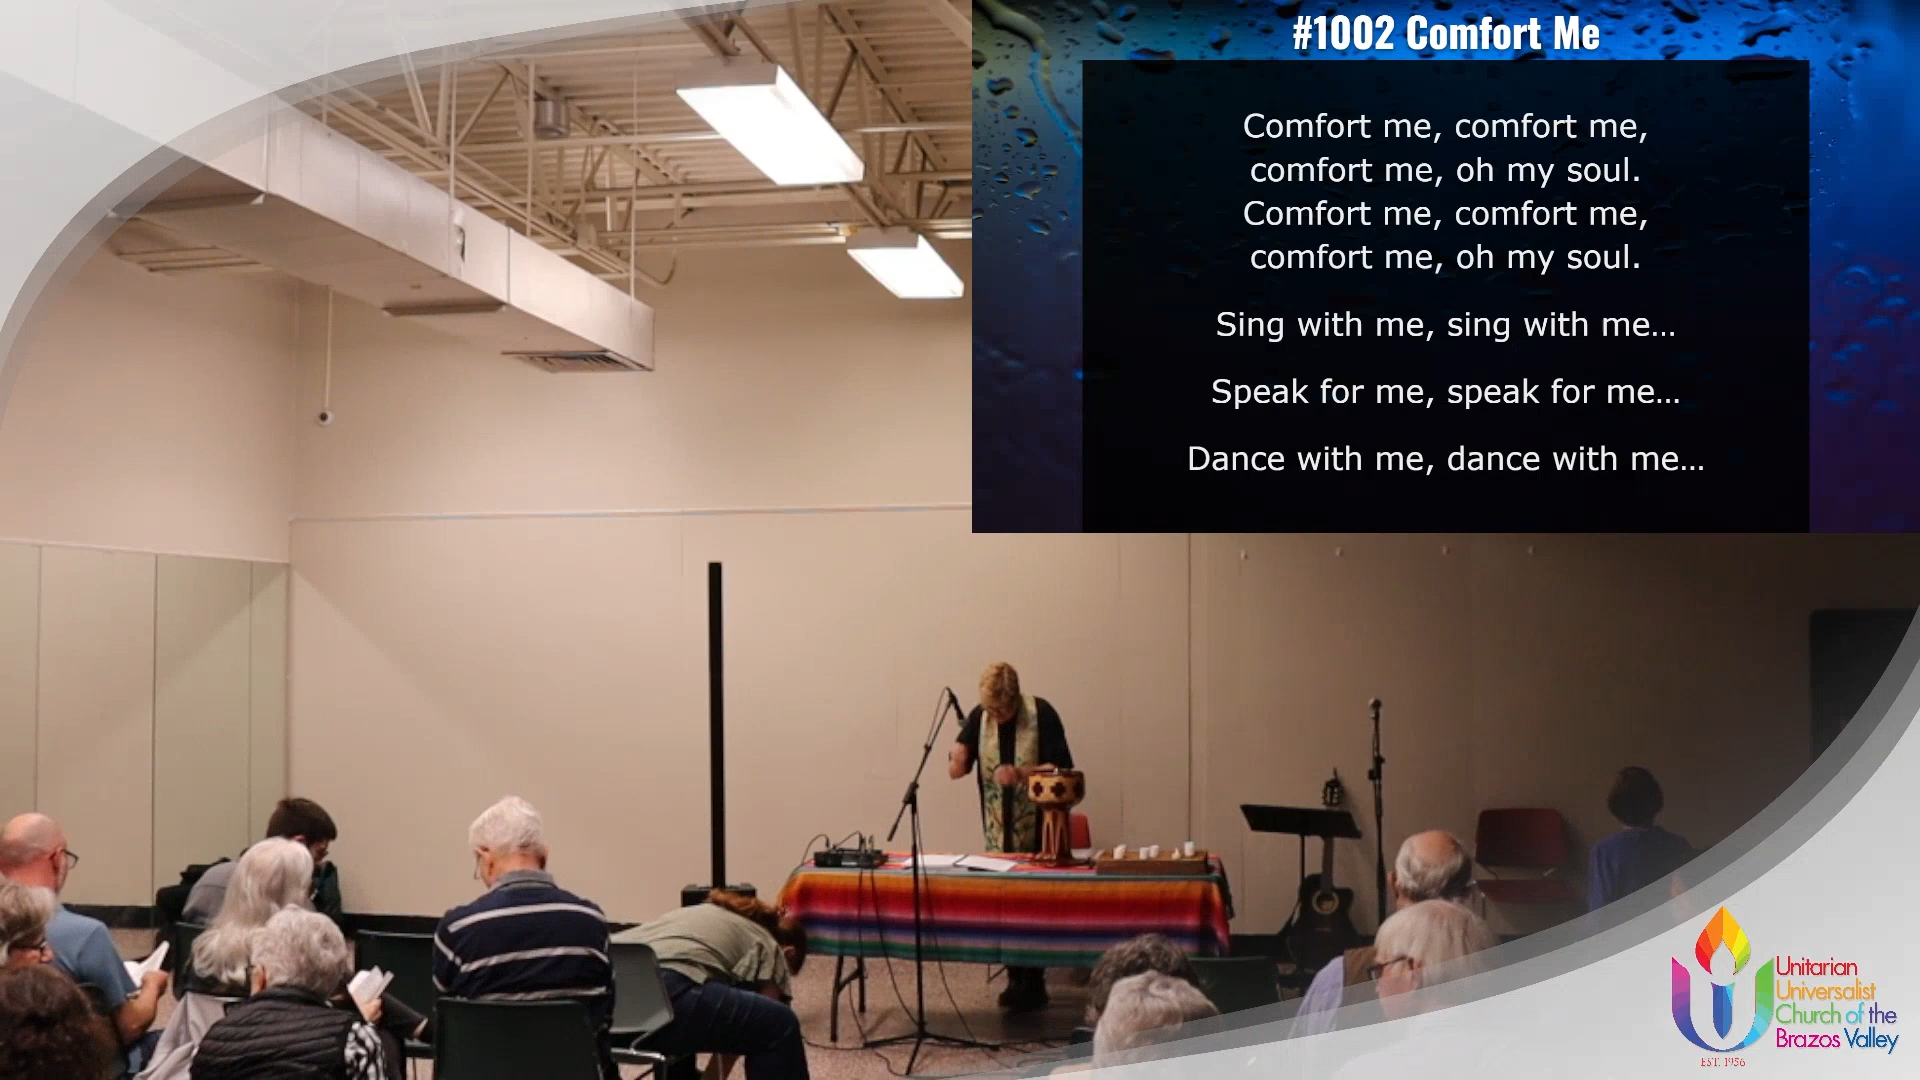 #1002 Comfort Me
Comfort me, comfort me,
comfort me, oh my soul.
Comfort me, comfort me,
comfort me, oh my soul.
Sing with me, sing with me…
Speak for me, speak for me…
Dance with me, dance with me…
Unitarian
Universalist
Church of the
Brazos Valley
EST. 1956